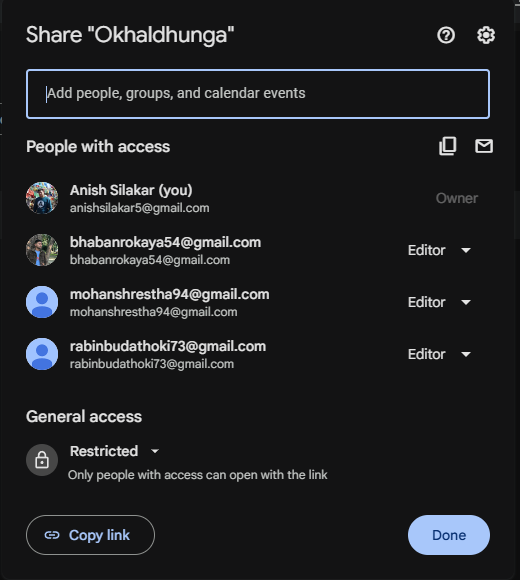 Share "Okhaldhunga"
Add people, groups, and calendar events
People with access
Anish Silakar (you)
anishsilakar5@gmail.com
Owner
bhabanrokaya54@gmail.com
bhabanrokaya54@gmail.com
Editor
mohanshrestha94@gmail.com
mohanshrestha94@gmail.com
Editor
rabinbudathoki73@gmail.com
rabinbudathoki73@gmail.com
Editor
General access
Restricted
Only people with access can open with the link
Copy link
Done